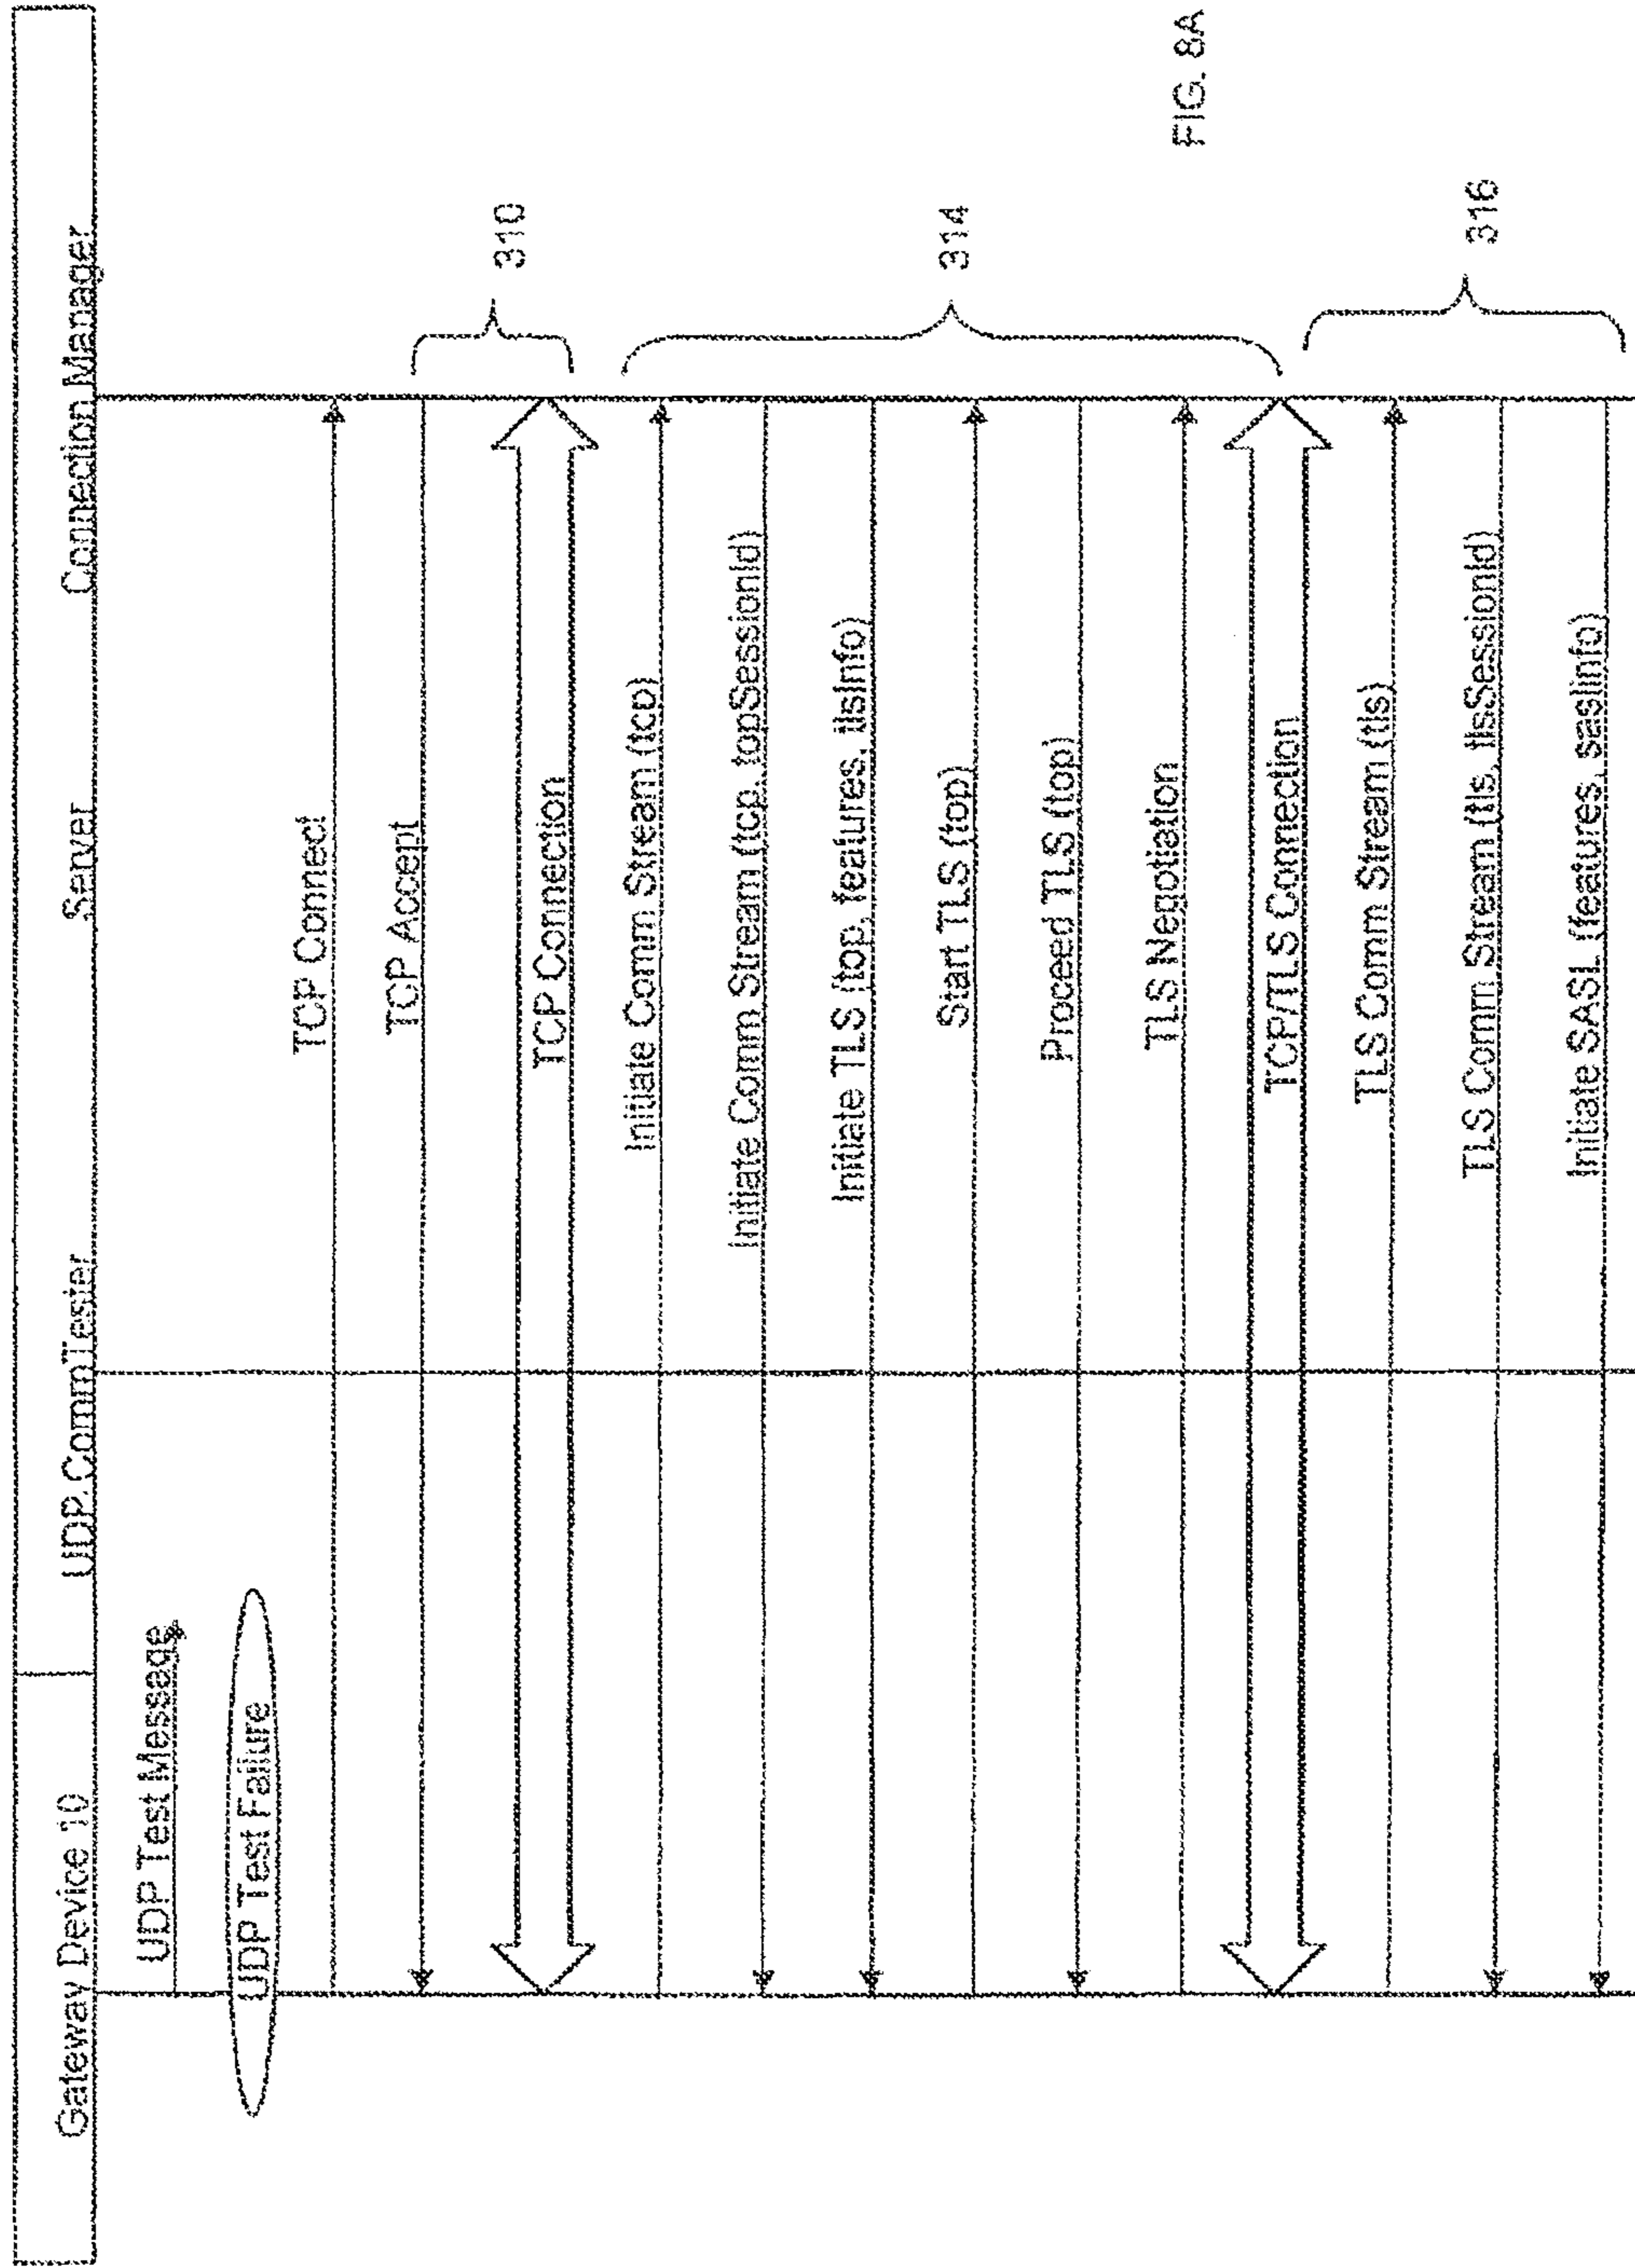 Gateway Device 10
UDP CommTester
Server
Connection Manager
UDP Test Message
UDP Test Failure
TCP Connect
TCP Accept
TCP Connection
310
Initiate Comm Stream (tcp)
Initiate Comm Stream (tcp, tcpSessionId)
Initiate TLS (tcp, features, tlsInfo)
Start TLS (tcp)
314
Proceed TLS (tcp)
TLS Negotiation
TCP/TLS Connection
TLS Comm Stream (tls)
TLS Comm Stream (tls, tlsSessionId)
316
Initiate SASL (features, saslInfo)
FIG. 8A